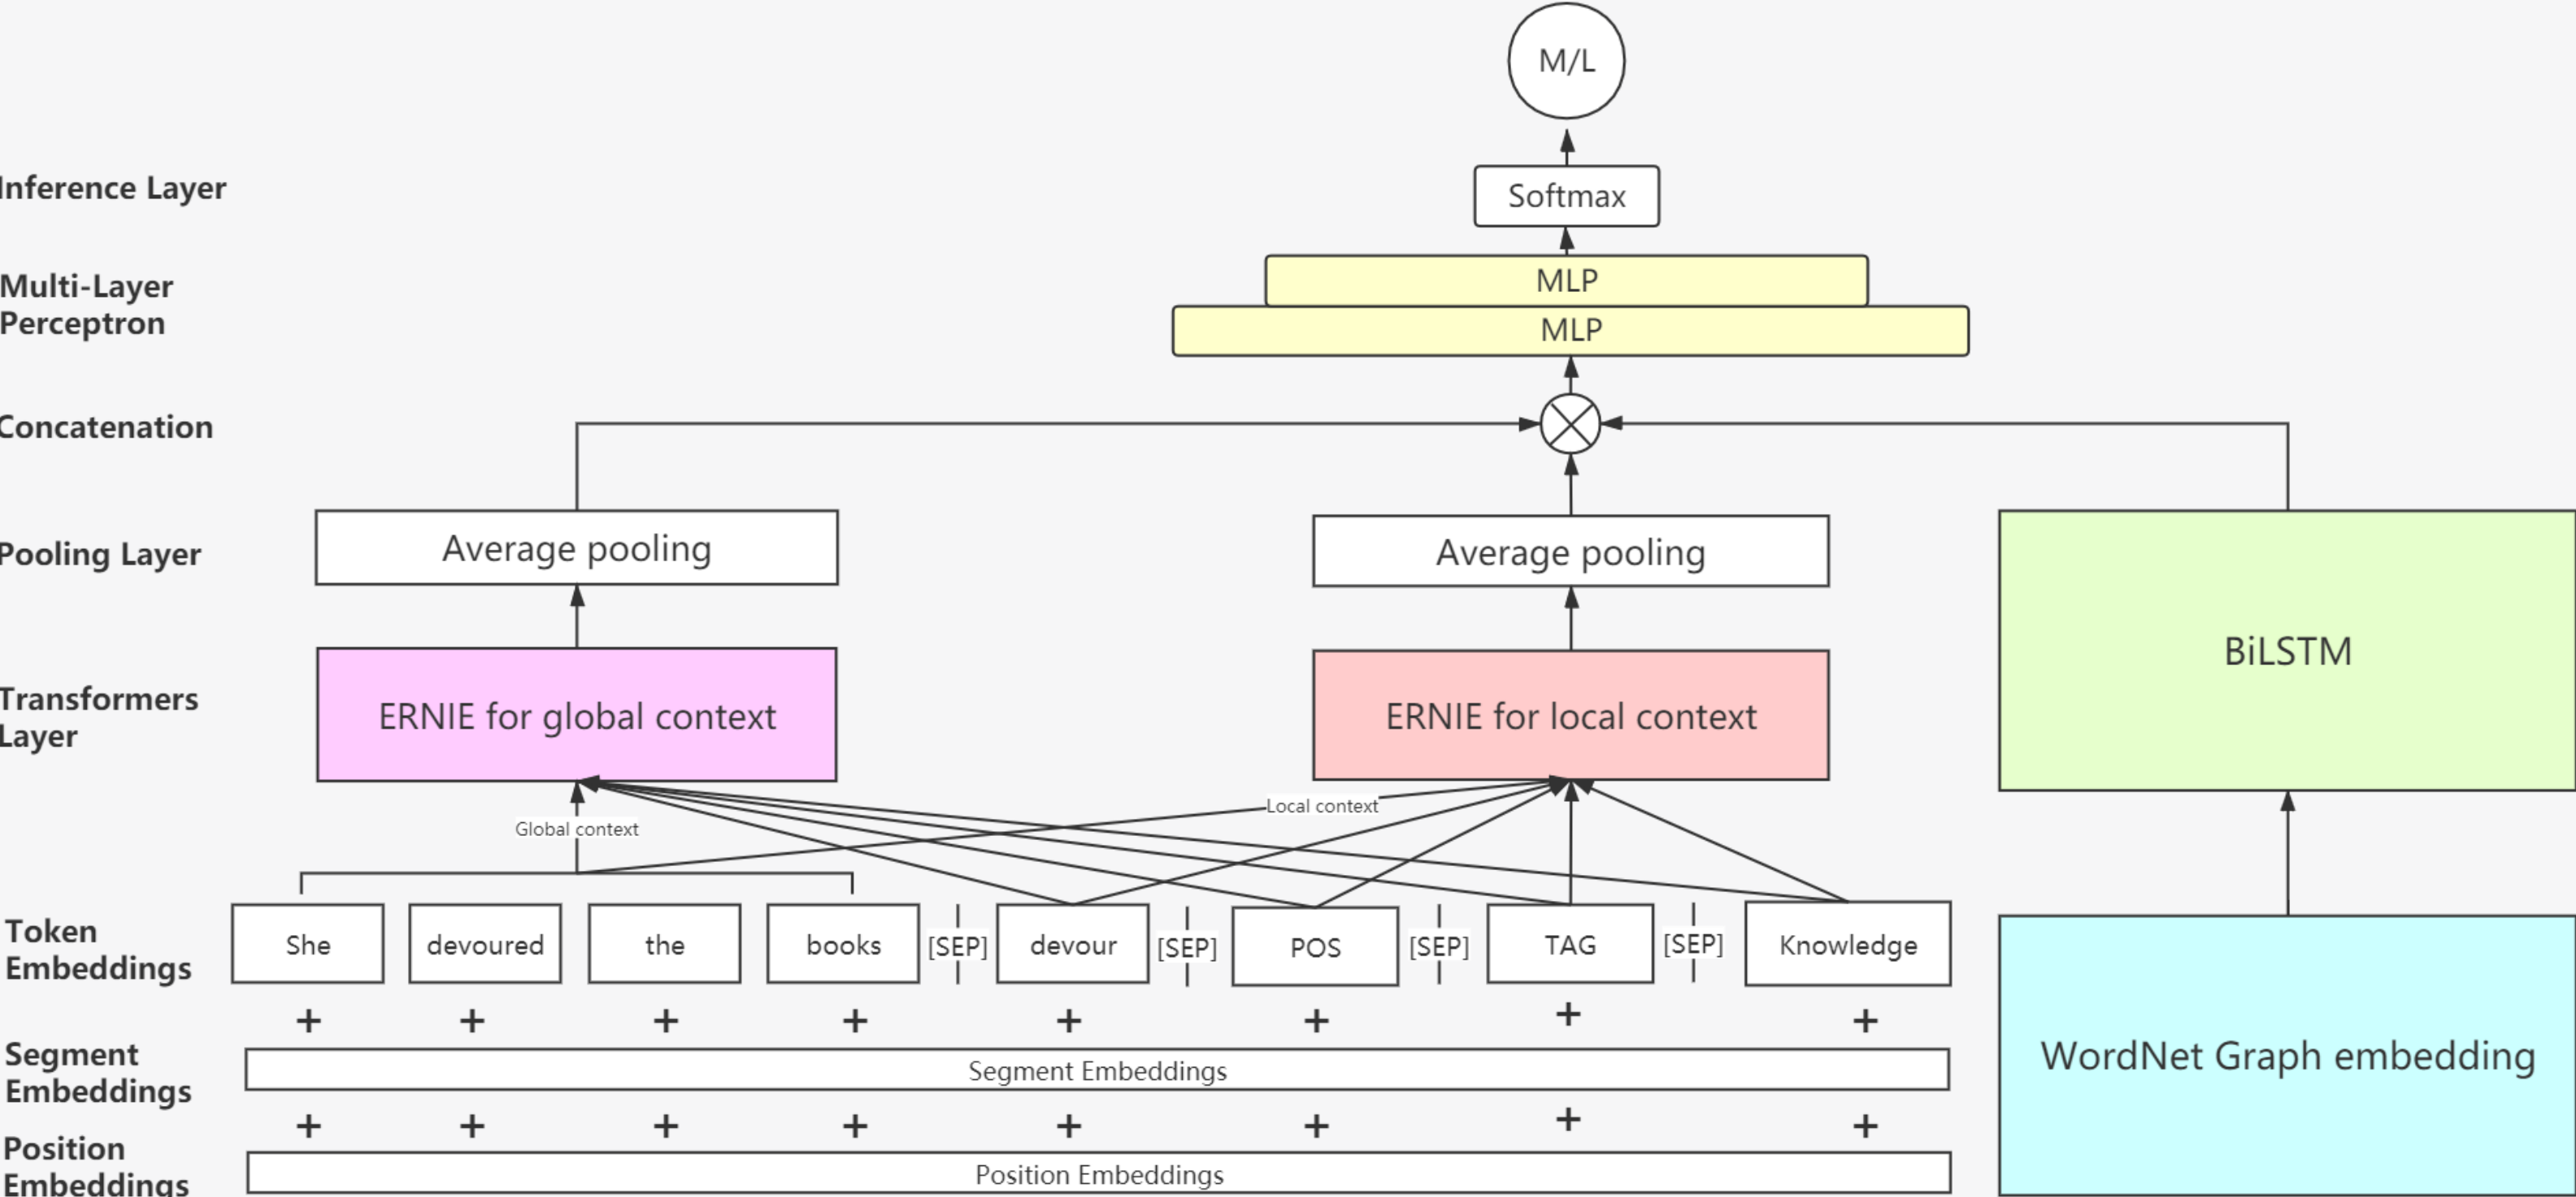 M/L
Inference Layer
Softmax
Multi-Layer
Perceptron
MLP
MLP
Concatenation
Pooling Layer
Average pooling
Average pooling
Transformers
Layer
ERNIE for global context
ERNIE for local context
BiLSTM
Global context
Local context
Token
Embeddings
She
devoured
the
books
[SEP]
devour
[SEP]
POS
[SEP]
TAG
[SEP]
Knowledge
+ + + + + + + +
Segment
Embeddings
Segment Embeddings
WordNet Graph embedding
+ + + + + + + +
Position
Embeddings
Position Embeddings